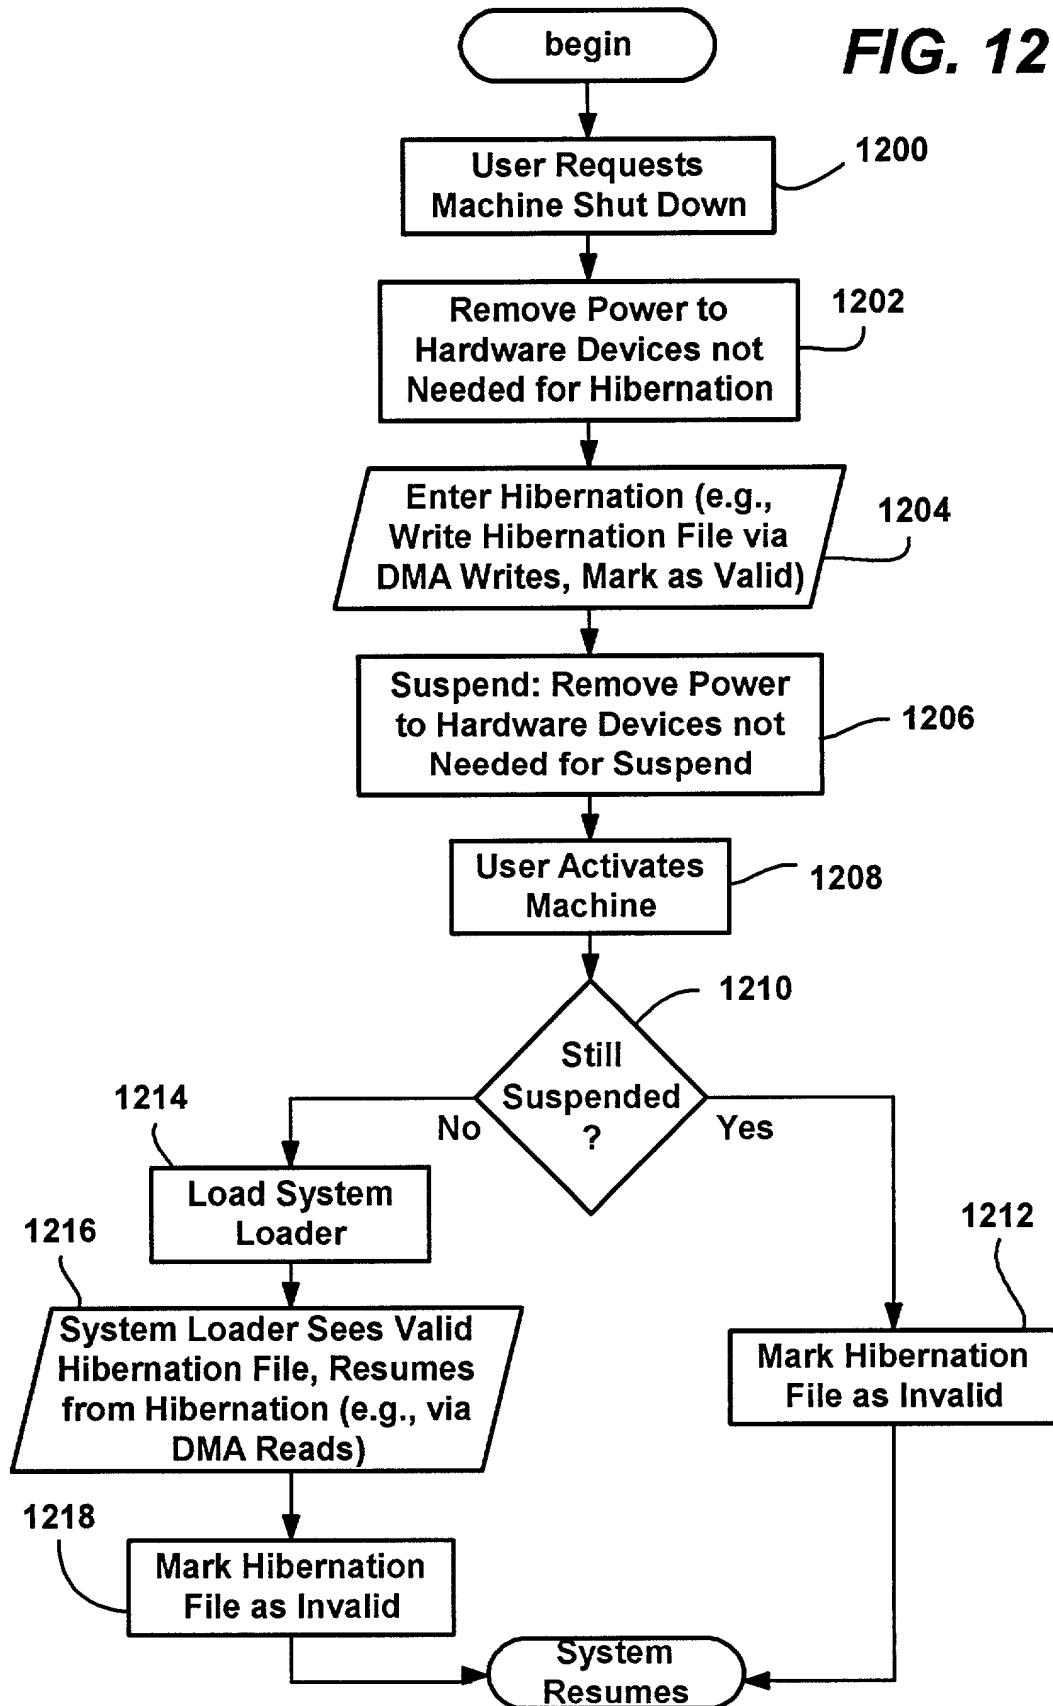 begin
FIG. 12
User Requests
Machine Shut Down
1200
Remove Power to
Hardware Devices not
Needed for Hibernation
1202
Enter Hibernation (e.g.,
Write Hibernation File via
DMA Writes, Mark as Valid)
1204
Suspend: Remove Power
to Hardware Devices not
Needed for Suspend
1206
User Activates
Machine
1208
Still
Suspended
?
1210
No
Yes
1214
Load System
Loader
1216
System Loader Sees Valid
Hibernation File, Resumes
from Hibernation (e.g., via
DMA Reads)
1212
Mark Hibernation
File as Invalid
1218
Mark Hibernation
File as Invalid
System
Resumes